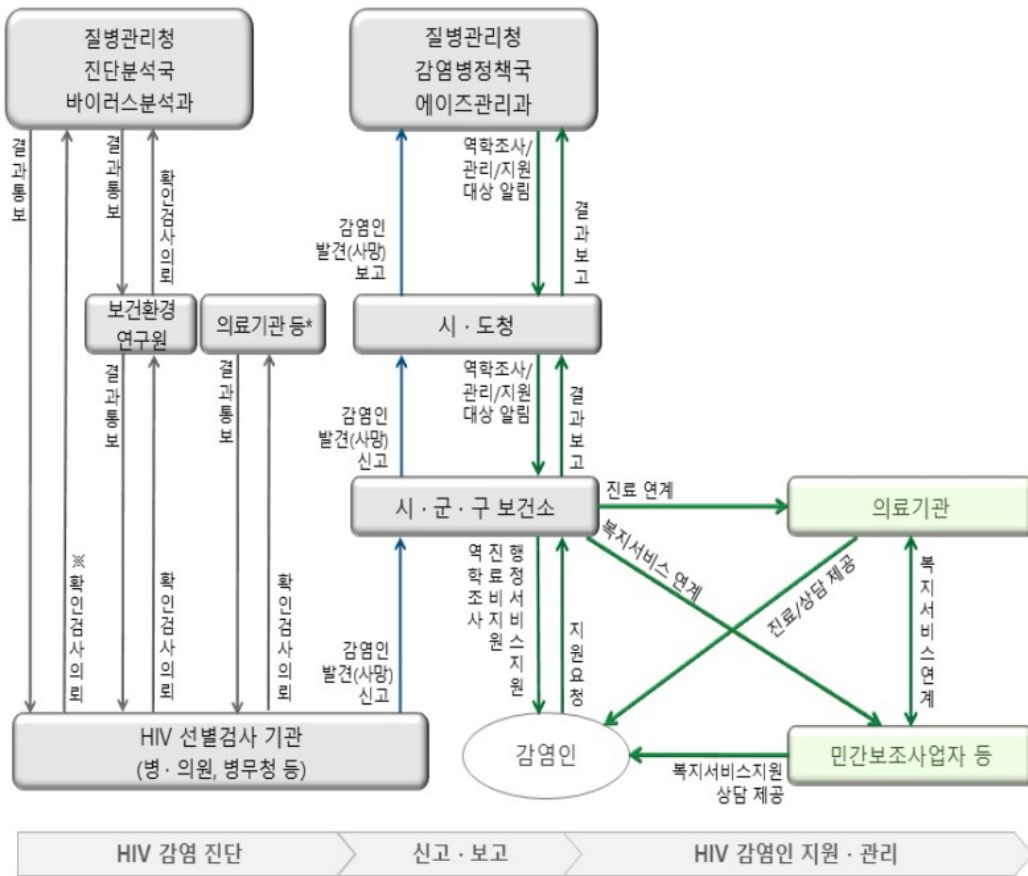 질병관리청
진단분석국
바이러스분석과
질병관리청
감염병정책국
에이즈관리과
결과통보
결과통보
확인검사의뢰
감염인
발견(사망)
보고
역학조사/
관리/지원
대상 알림
결과보고
보건환경
연구원
의료기관 등*
시 · 도청
결과통보
결과통보
감염인
발견(사망)
신고
역학조사/
관리/지원
대상 알림
결과보고
시 · 군 · 구 보건소
진료 연계
의료기관
※확인검사의뢰
확인검사의뢰
확인검사의뢰
감염인
발견(사망)
신고
역학조사
진료비지원
행정서비스지원
지원요청
복지서비스 연계
진료/상담 제공
복지서비스연계
HIV 선별검사 기관
(병 · 의원, 병무청 등)
감염인
복지서비스지원
상담 제공
민간보조사업자 등
HIV 감염 진단
신고 · 보고
HIV 감염인 지원 · 관리